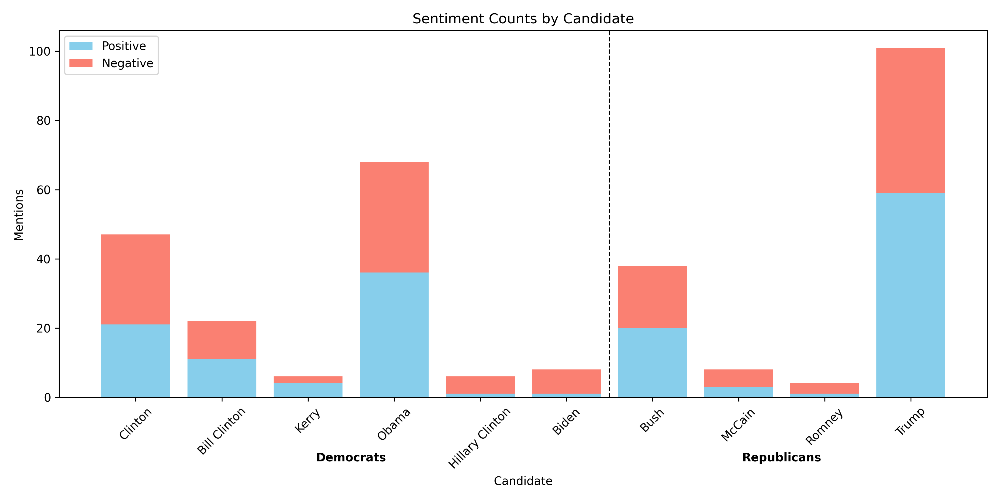 Sentiment Counts by Candidate
Positive
Negative
Mentions
100
80
60
40
20
0
Clinton
Bill Clinton
Kerry
Obama
Hillary Clinton
Biden
Bush
McCain
Romney
Trump
Democrats
Republicans
Candidate